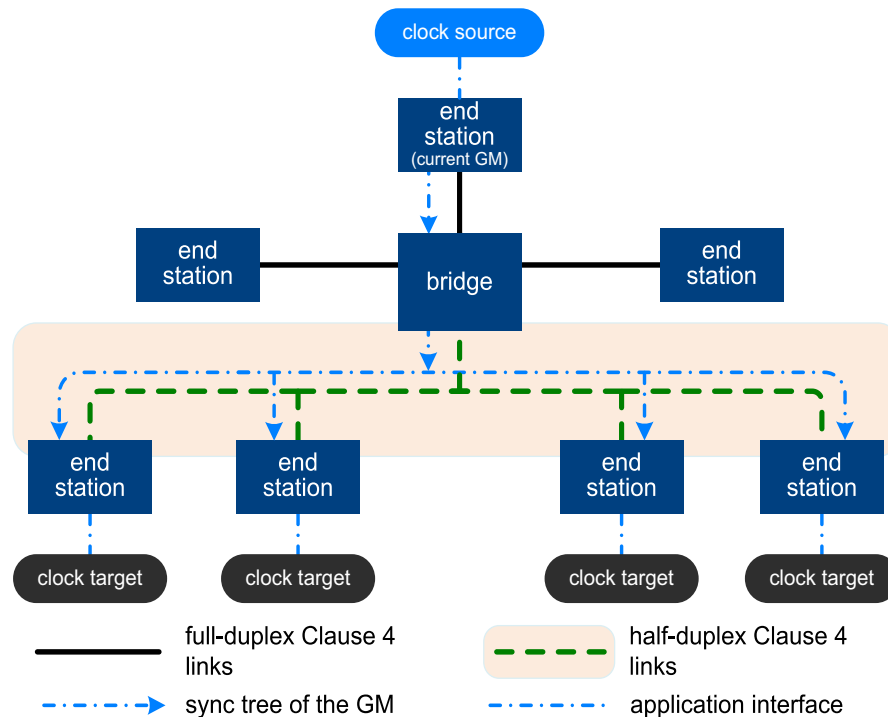 clock source
end
station
(current GM)
end
station
bridge
end
station
end
station
end
station
end
station
end
station
clock target
clock target
clock target
clock target
full-duplex Clause 4
links
half-duplex Clause 4
links
sync tree of the GM
application interface